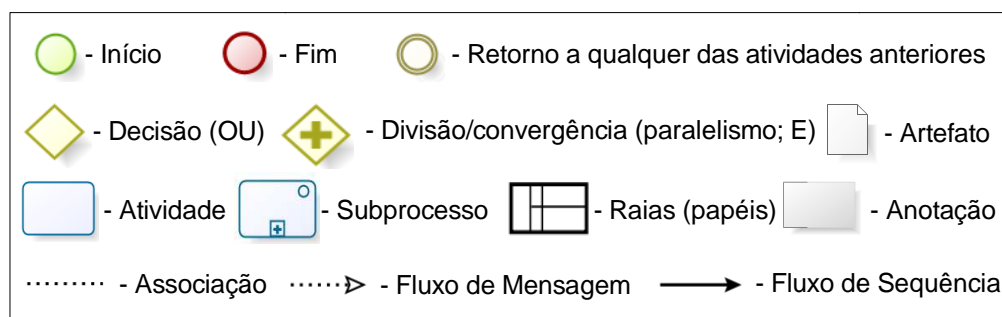 - Início - Fim - Retorno a qualquer das atividades anteriores
- Decisão (OU) - Divisão/convergência (paralelismo; E) - Artefato
- Atividade - Subprocesso - Raias (papéis) - Anotação
- Associação - Fluxo de Mensagem - Fluxo de Sequência